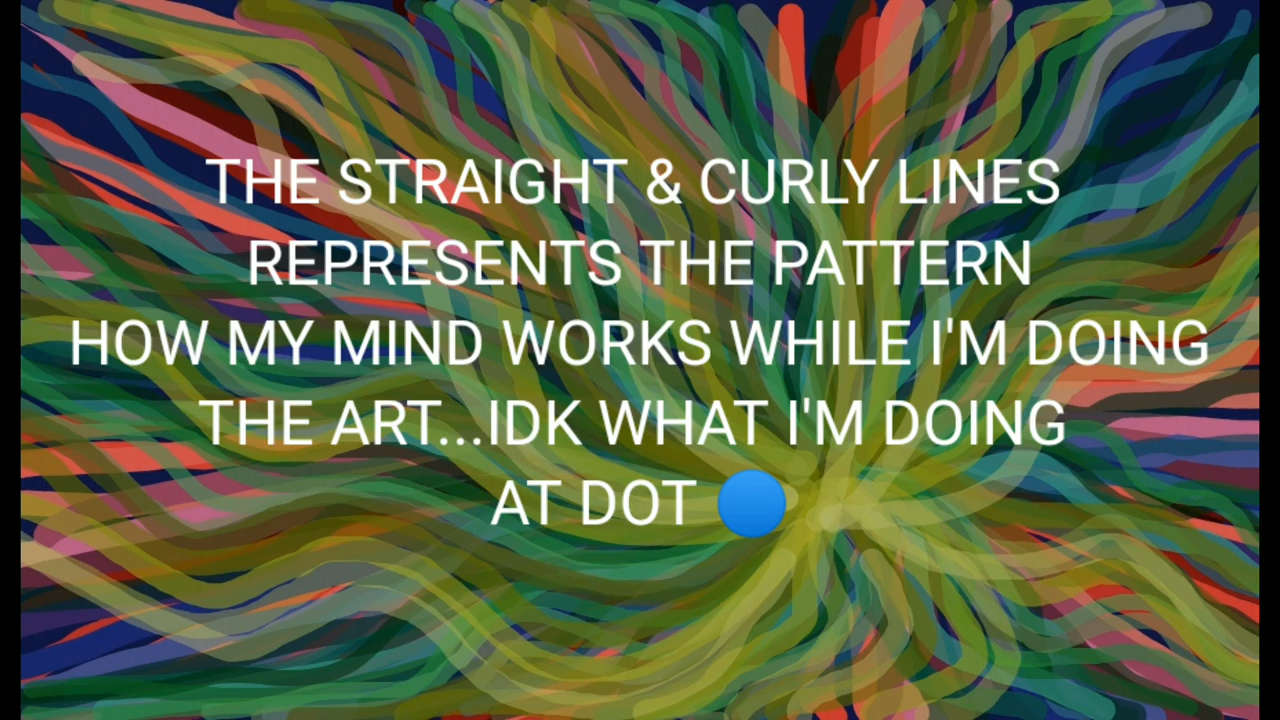 THE STRAIGHT & CURLY LINES
REPRESENTS THE PATTERN
HOW MY MIND WORKS WHILE I'M DOING
THE ART...IDK WHAT I'M DOING
AT DOT 🔵